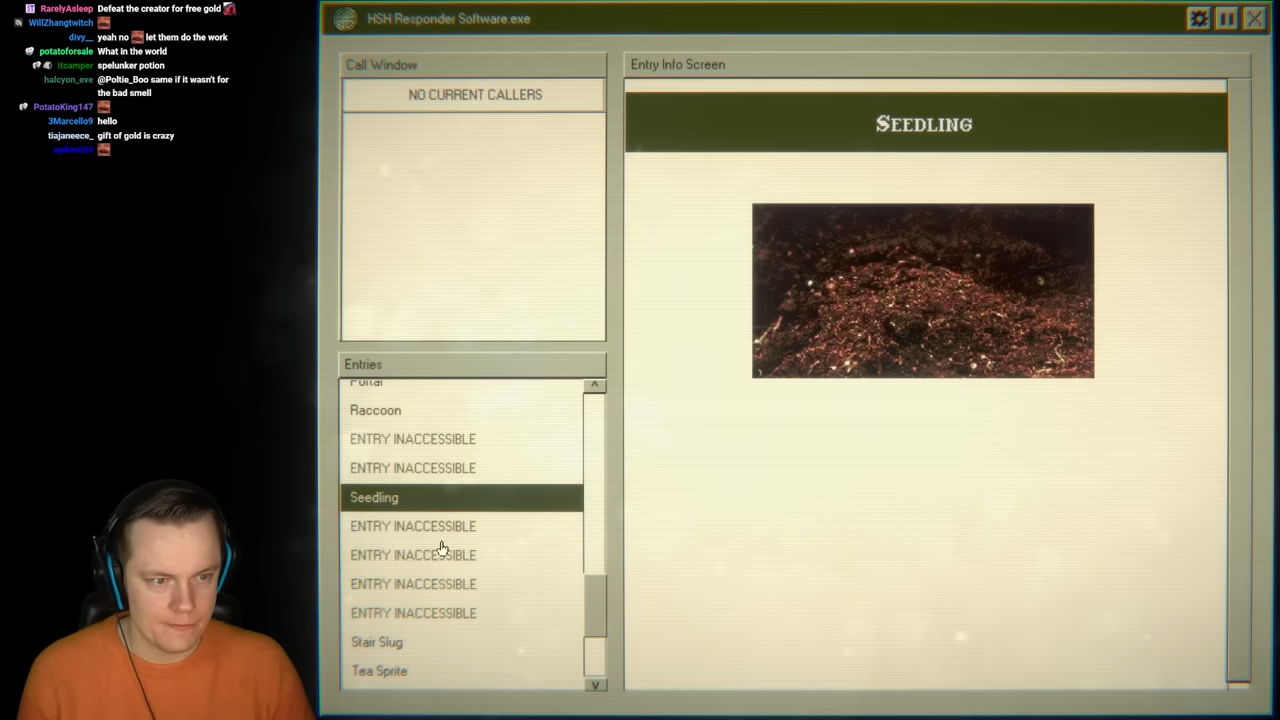 RarelyAsleep Defeat the creator for free gold
WillZhangtwitch
divy__ yeah no let them do the work
potatoforsale What in the world
itcamper spelunker potion
halcyon_eve @Poltie_Boo same if it wasn't for
the bad smell
PotatoKing147
3Marcello9 hello
tiajaneece_ gift of gold is crazy
HSH Responder Software.exe
Call Window
NO CURRENT CALLERS
Entries
Portal
Raccoon
ENTRY INACCESSIBLE
ENTRY INACCESSIBLE
Seedling
ENTRY INACCESSIBLE
ENTRY INACCESSIBLE
ENTRY INACCESSIBLE
ENTRY INACCESSIBLE
Stair Slug
Tea Sprite
Entry Info Screen
Seedling